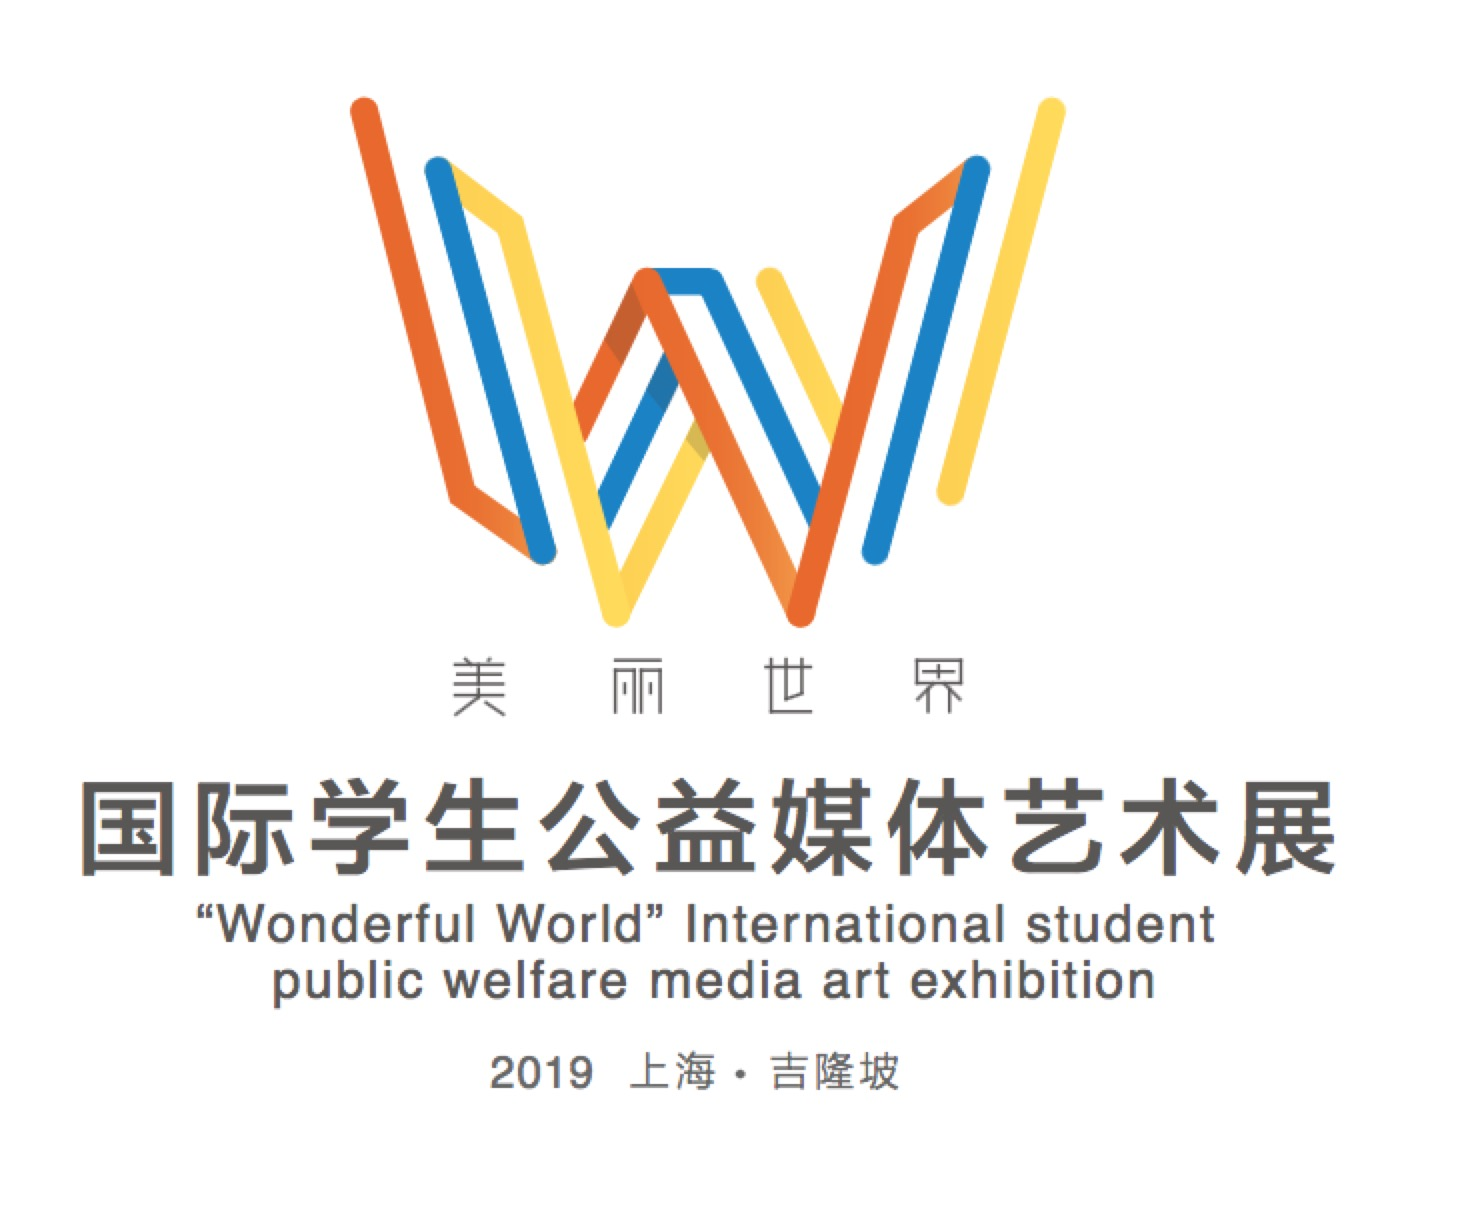 美丽世界
国际学生公益媒体艺术展
“Wonderful World” International student
public welfare media art exhibition
2019 上海·吉隆坡